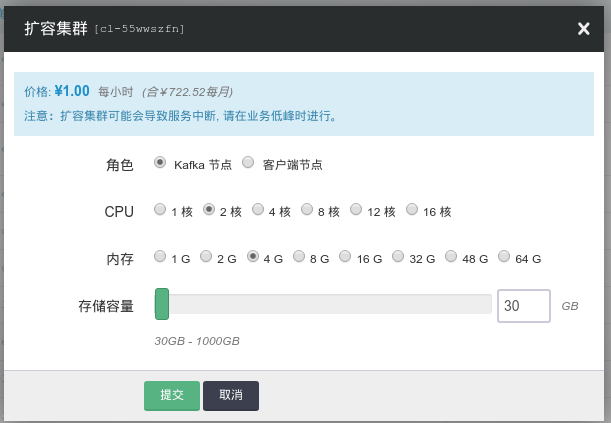 扩容集群 [cl-55wwszfn]
价格: ¥1.00 每小时 (合￥722.52每月)
注意：扩容集群可能会导致服务中断, 请在业务低峰时进行。
角色 Kafka 节点 客户端节点
CPU 1 核 2 核 4 核 8 核 12 核 16 核
内存 1 G 2 G 4 G 8 G 16 G 32 G 48 G 64 G
存储容量 30 GB
30GB - 1000GB
提交 取消